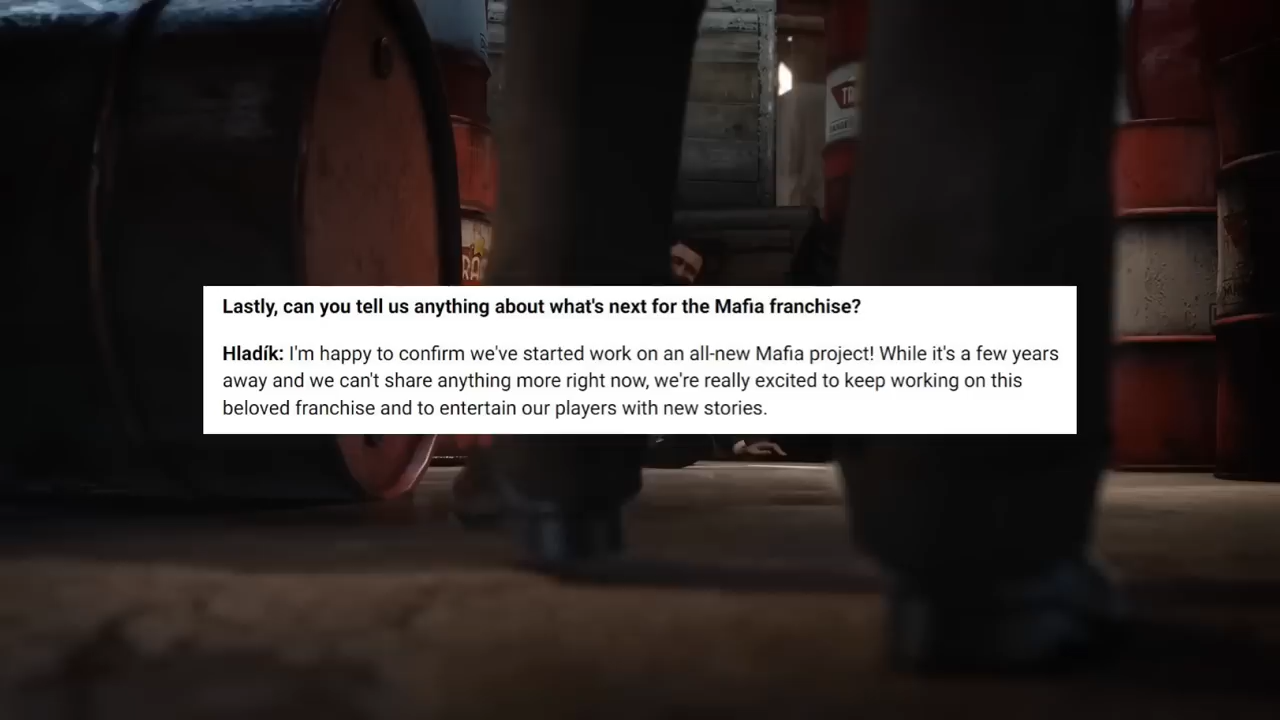 Lastly, can you tell us anything about what's next for the Mafia franchise?
Hladík: I'm happy to confirm we've started work on an all-new Mafia project! While it's a few years
away and we can't share anything more right now, we're really excited to keep working on this
beloved franchise and to entertain our players with new stories.